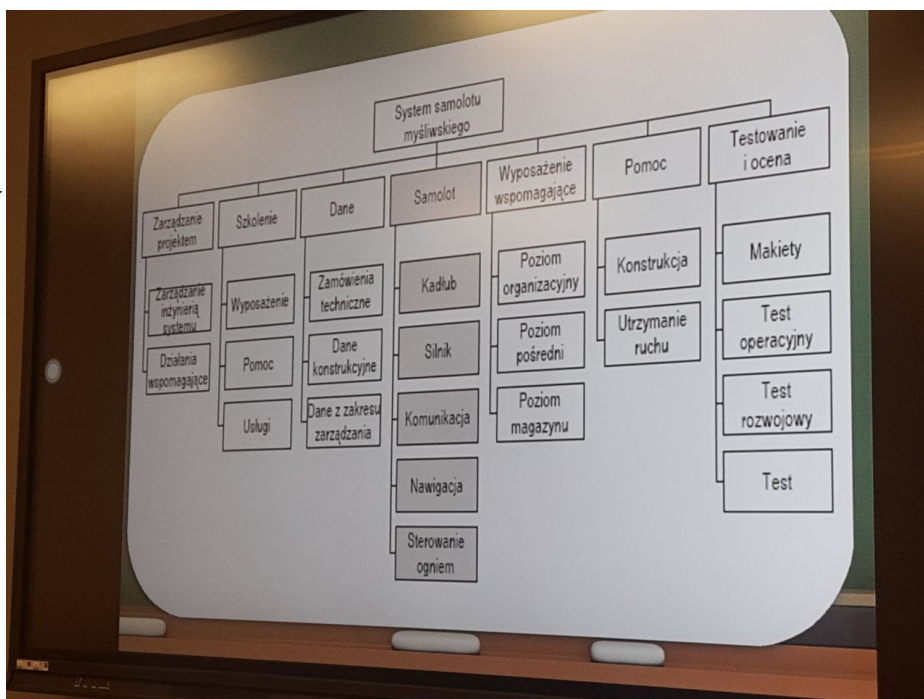 System samolotu
myśliwskiego
Zarządzanie
projektem
Szkolenie
Dane
Samolot
Wyposażenie
wspomagające
Pomoc
Testowanie
i ocena
Zarządzanie
inżynierią
systemu
Działania
wspomagające
Wyposażenie
Pomoc
Usługi
Zamówienia
techniczne
Dane
konstrukcyjne
Dane z zakresu
zarządzania
Kadłub
Silnik
Komunikacja
Nawigacja
Sterowanie
ogniem
Poziom
organizacyjny
Poziom
pośredni
Poziom
magazynu
Konstrukcja
Utrzymanie
ruchu
Makiety
Test
operacyjny
Test
rozwojowy
Test